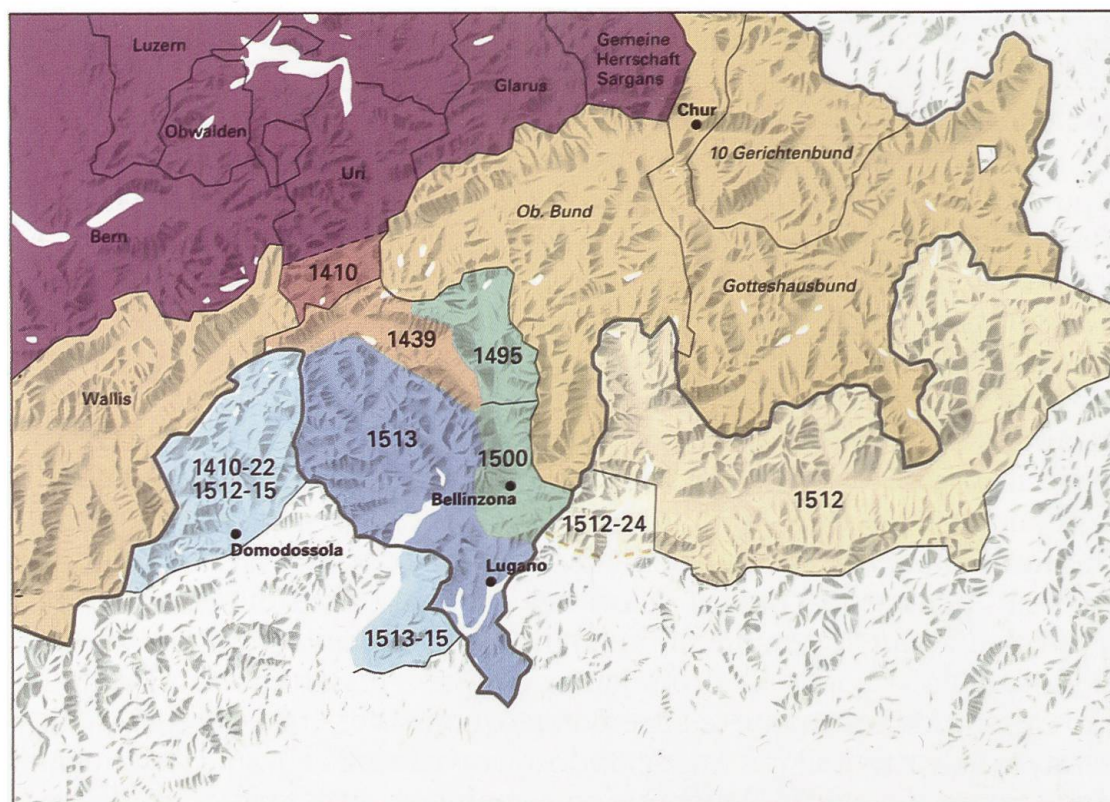 Luzern
Gemeine
Herrschaft
Sargans
Glarus
Chur
Obwalden
10 Gerichtenbund
Uri
Ob. Bund
Bern
1410
Gotteshausbund
1439
1495
Wallis
1513
1500
1410-22
1512-15
Bellinzona
1512
1512-24
Domodossola
Lugano
1513-15